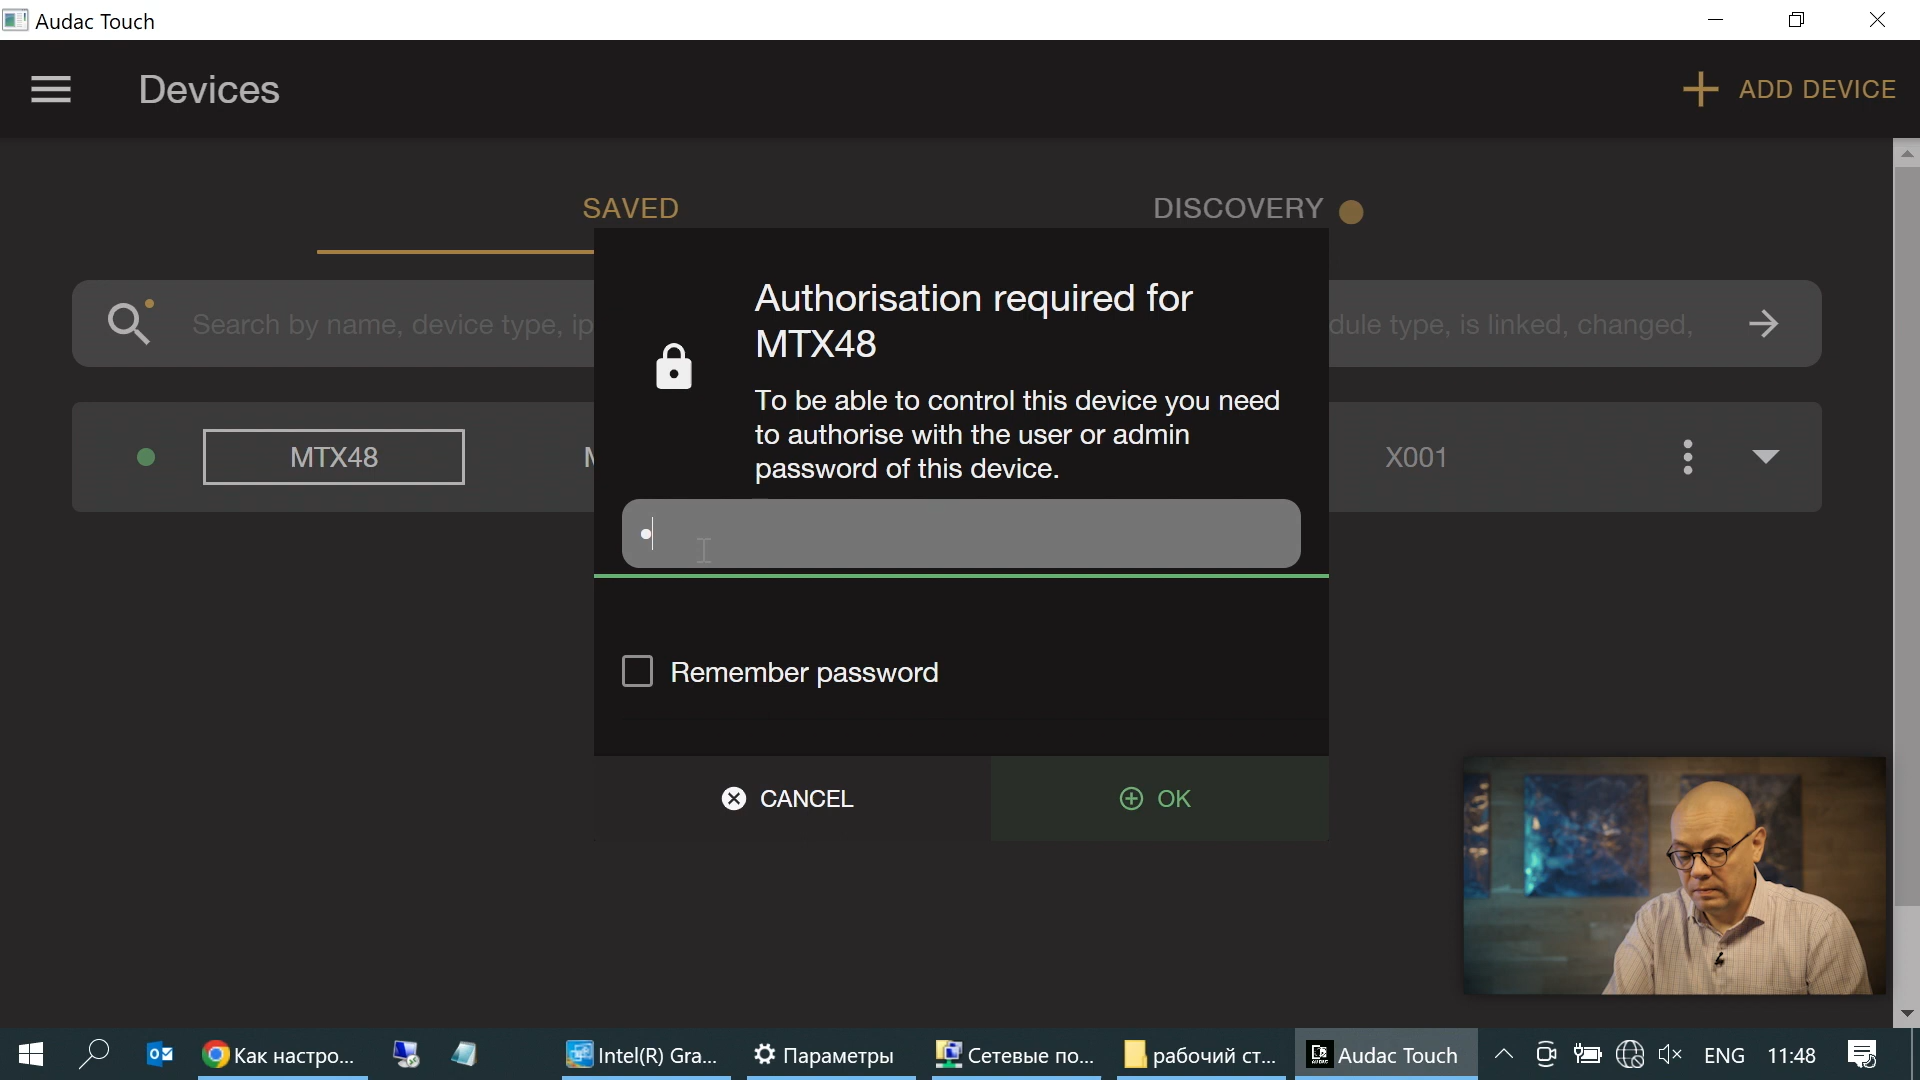 Audac Touch
Devices
ADD DEVICE
SAVED
DISCOVERY
Search by name, device type, ip
dule type, is linked, changed,
Authorisation required for
MTX48
To be able to control this device you need
to authorise with the user or admin
password of this device.
MTX48
X001
Remember password
CANCEL
OK
Как настро...
Intel(R) Gra...
Параметры
Сетевые по...
рабочий ст...
Audac Touch
ENG
11:48